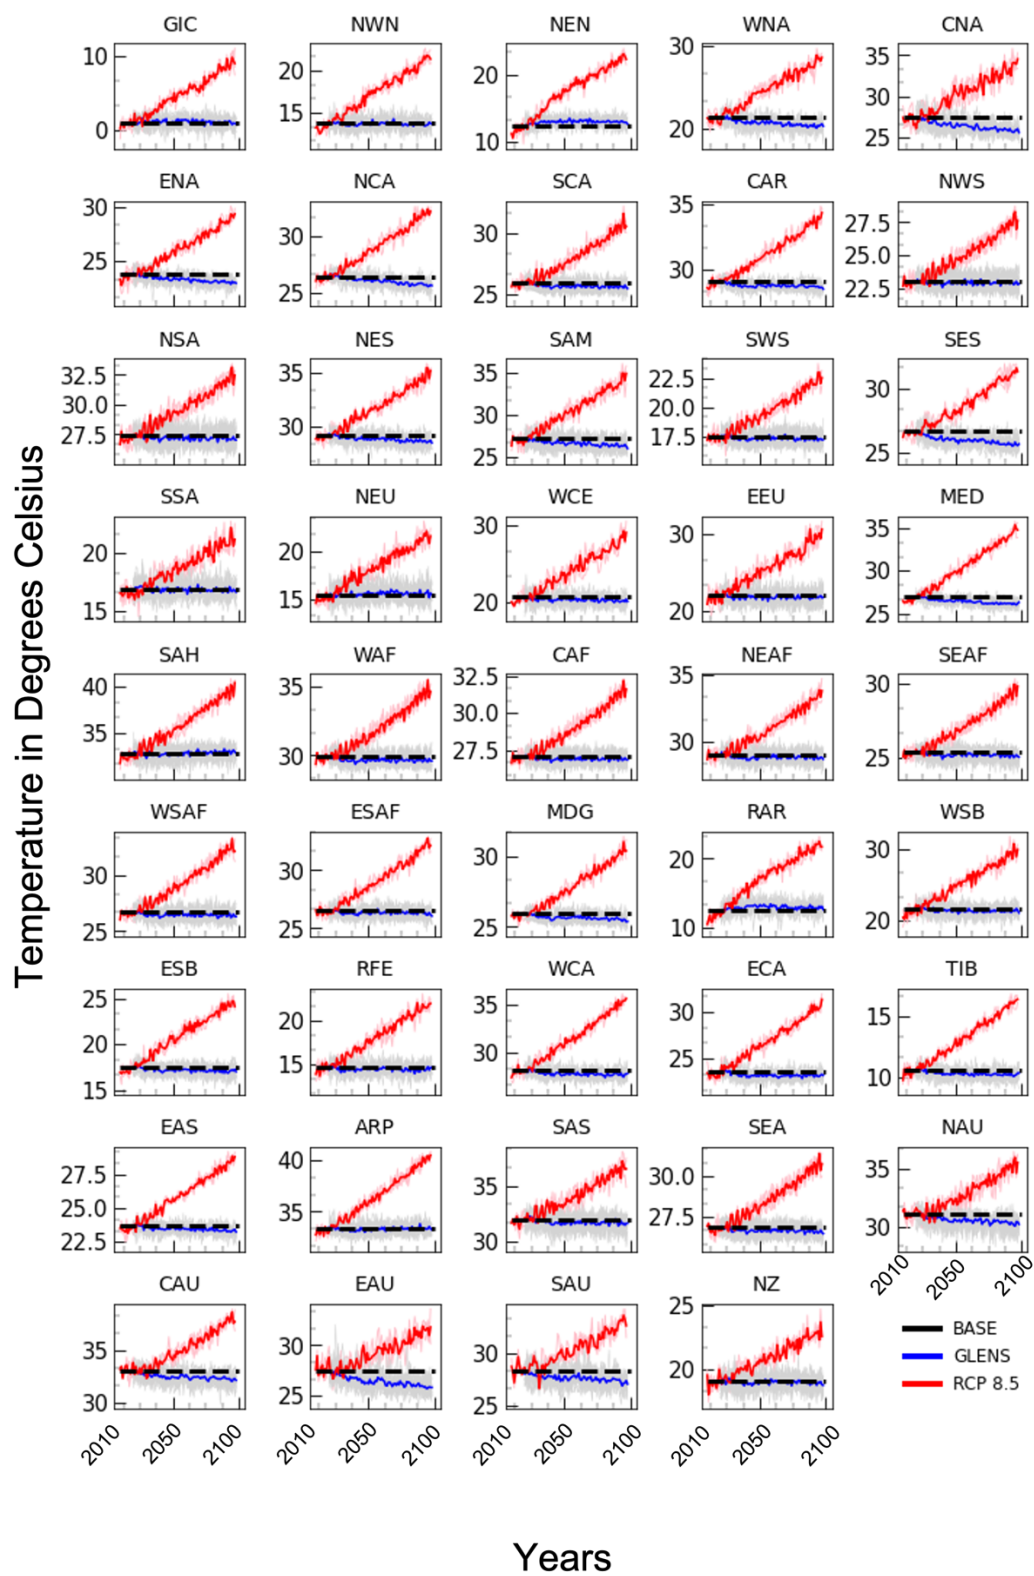 GIC NWN NEN WNA CNA
10 0 20 15 20 10 30 20 35 30 25
ENA NCA SCA CAR NWS
30 25 30 25 30 25 35 30 27.5 25.0 22.5
NSA NES SAM SWS SES
32.5 30.0 27.5 35 30 35 30 25 22.5 20.0 17.5 30 25
SSA NEU WCE EEU MED
20 15 20 15 30 20 30 20 35 30 25
SAH WAF CAF NEAF SEAF
40 35 35 30 32.5 30.0 27.5 35 30 30 25
WSAF ESAF MDG RAR WSB
30 25 30 25 30 25 20 10 30 20
ESB RFE WCA ECA TIB
25 20 15 20 15 35 30 30 25 15 10
EAS ARP SAS SEA NAU
27.5 25.0 22.5 40 35 35 30 30.0 27.5 35 30
2010 2050 2100
CAU EAU SAU NZ
35 30 30 25 30 25 25 20
BASE
GLENS
RCP 8.5
2010 2050 2100 2010 2050 2100 2010 2050 2100 2010 2050 2100
Temperature in Degrees Celsius
Years